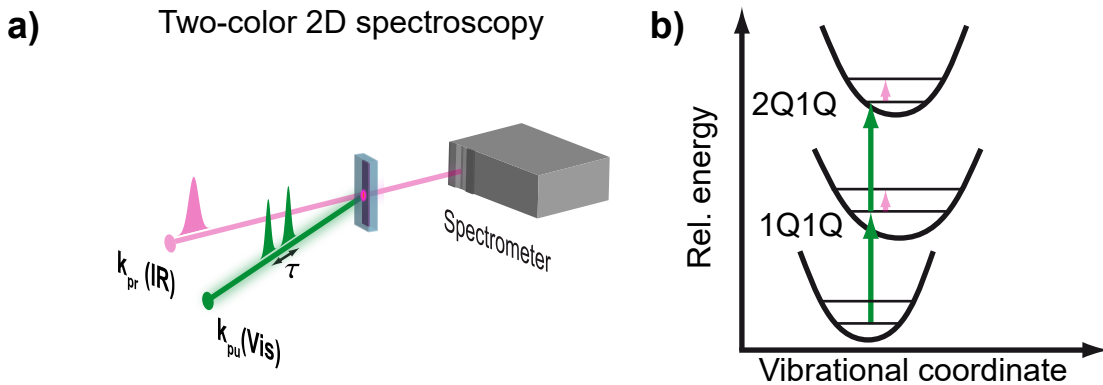 a)
Two-color 2D spectroscopy
k_pr (IR)
k_pu(Vis)
τ
Spectrometer
b)
Rel. energy
2Q1Q
1Q1Q
Vibrational coordinate